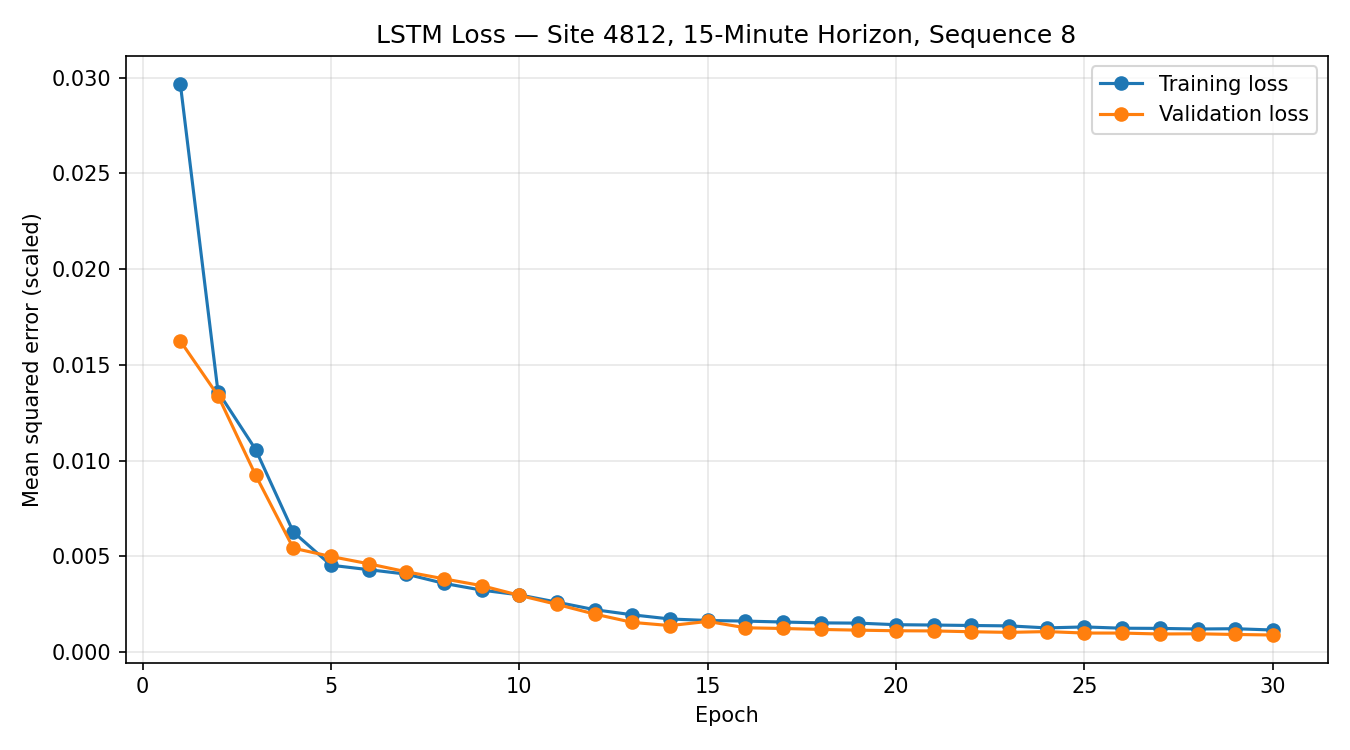 LSTM Loss — Site 4812, 15-Minute Horizon, Sequence 8
Training loss
Validation loss
Mean squared error (scaled)
0.030
0.025
0.020
0.015
0.010
0.005
0.000
0 5 10 15 20 25 30
Epoch